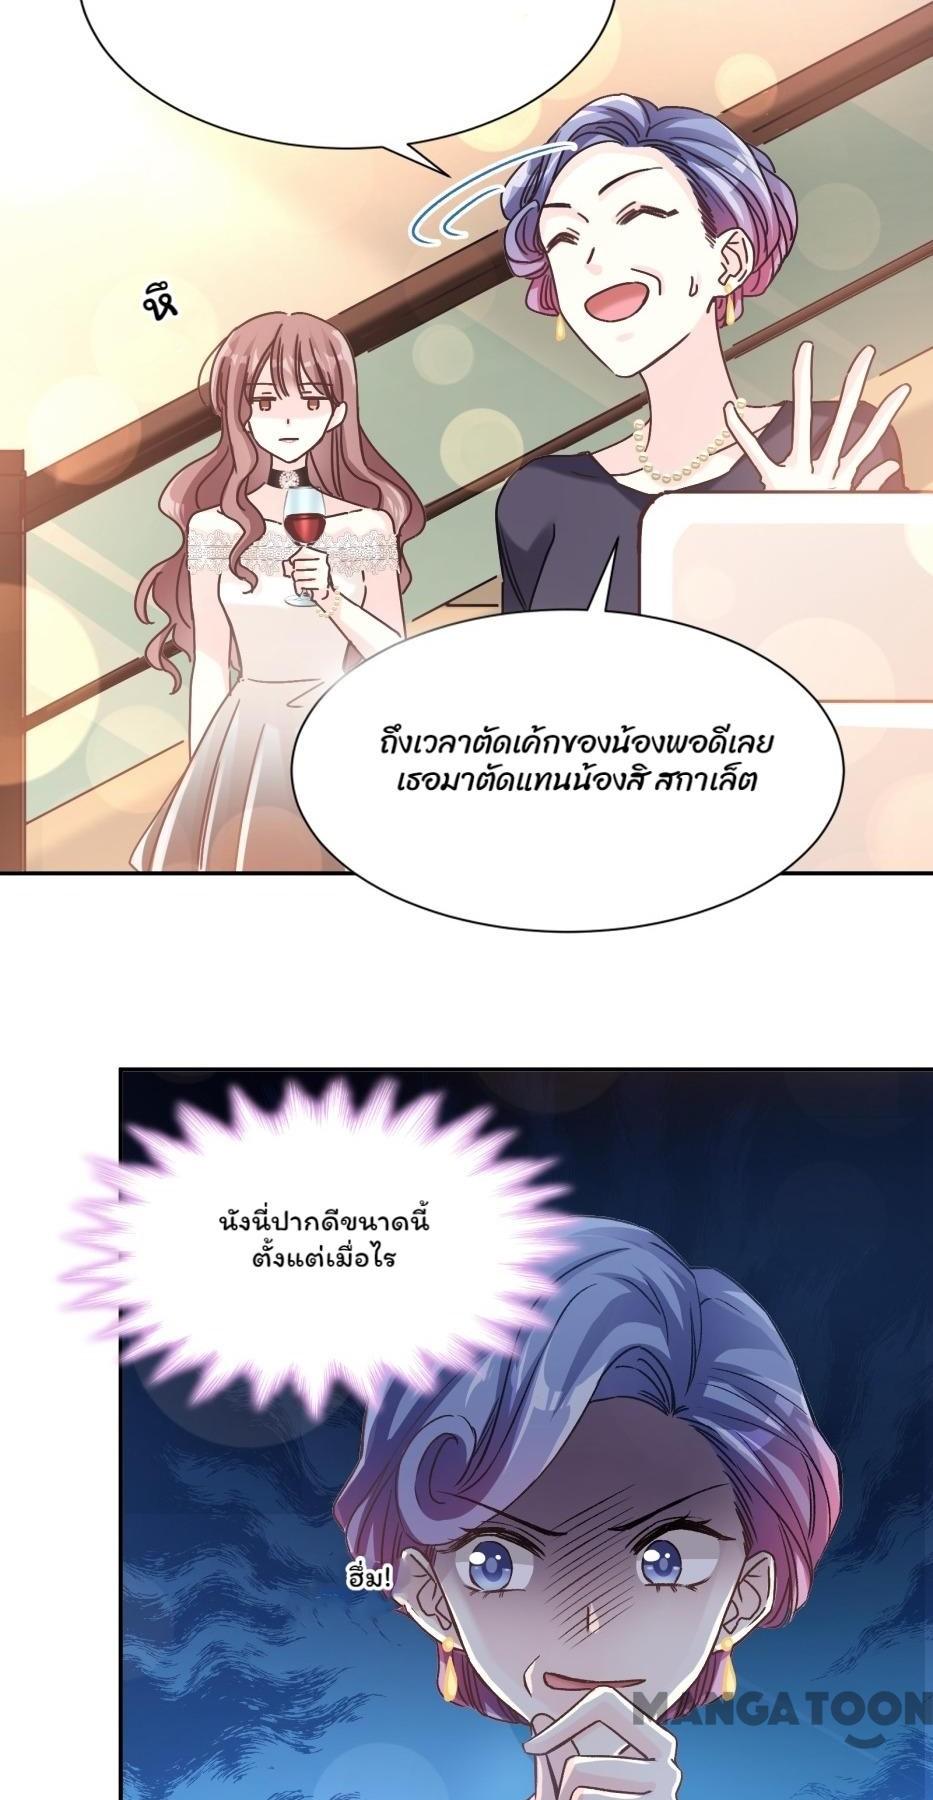 หึ
ถึงเวลาตัดเค้กของน้องพอดีเลย
เธอมาตัดแทนน้องสิ สกาเล็ต
นังนี่ปากดีขนาดนี้
ตั้งแต่เมื่อไร
ฮึ่ม!
MANGATOON